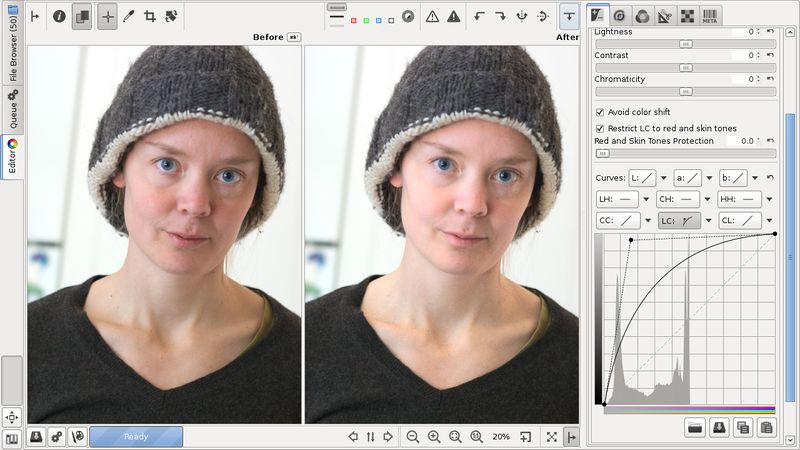 File Browser (50)
Queue
Editor
Before
After
META
Lightness 0
Contrast 0
Chromaticity 0
Avoid color shift
Restrict LC to red and skin tones
Red and Skin Tones Protection 0.0
Curves: L: a: b:
LH: CH: HH:
CC: LC: CL:
Ready
20%